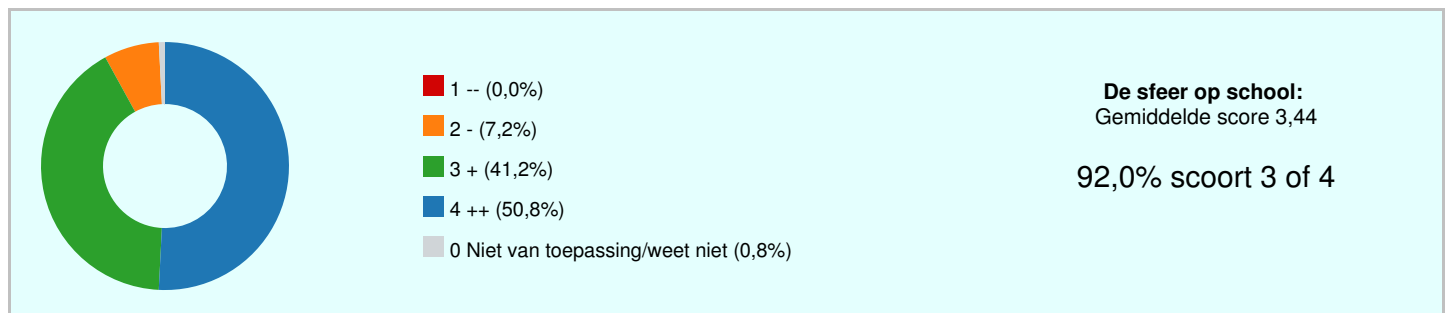 1 -- (0,0%)
2 - (7,2%)
3 + (41,2%)
4 ++ (50,8%)
0 Niet van toepassing/weet niet (0,8%)
De sfeer op school:
Gemiddelde score 3,44
92,0% scoort 3 of 4